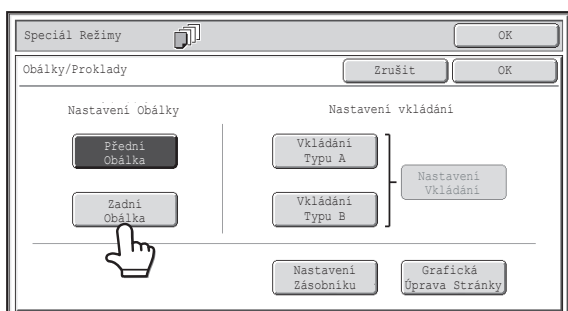 Speciál Režimy
OK
Obálky/Proklady
Zrušit
OK
Nastavení Obálky
Nastavení vkládání
Přední
Obálka
Vkládání
Typu A
Nastavení
Vkládání
Zadní
Obálka
Vkládání
Typu B
Nastavení
Zásobníku
Grafická
Úprava Stránky